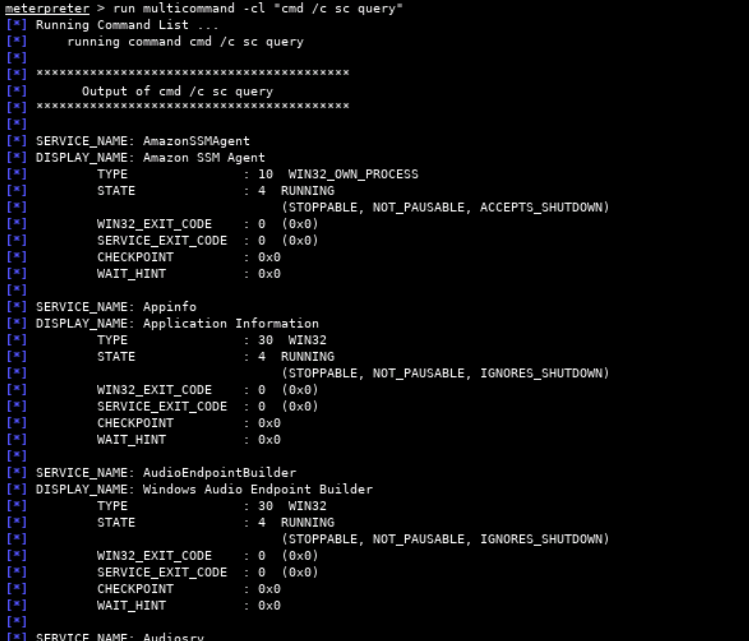 meterpreter > run multicommand -cl "cmd /c sc query"
[*] Running Command List ...
[*]     running command cmd /c sc query
[*]
[*] *****************************************
[*]       Output of cmd /c sc query
[*] *****************************************
[*]
[*] SERVICE_NAME: AmazonSSMAgent
[*] DISPLAY_NAME: Amazon SSM Agent
[*]         TYPE               : 10  WIN32_OWN_PROCESS
[*]         STATE              : 4  RUNNING
[*]                                 (STOPPABLE, NOT_PAUSABLE, ACCEPTS_SHUTDOWN)
[*]         WIN32_EXIT_CODE    : 0  (0x0)
[*]         SERVICE_EXIT_CODE  : 0  (0x0)
[*]         CHECKPOINT         : 0x0
[*]         WAIT_HINT          : 0x0
[*]
[*] SERVICE_NAME: Appinfo
[*] DISPLAY_NAME: Application Information
[*]         TYPE               : 30  WIN32
[*]         STATE              : 4  RUNNING
[*]                                 (STOPPABLE, NOT_PAUSABLE, IGNORES_SHUTDOWN)
[*]         WIN32_EXIT_CODE    : 0  (0x0)
[*]         SERVICE_EXIT_CODE  : 0  (0x0)
[*]         CHECKPOINT         : 0x0
[*]         WAIT_HINT          : 0x0
[*]
[*] SERVICE_NAME: AudioEndpointBuilder
[*] DISPLAY_NAME: Windows Audio Endpoint Builder
[*]         TYPE               : 30  WIN32
[*]         STATE              : 4  RUNNING
[*]                                 (STOPPABLE, NOT_PAUSABLE, IGNORES_SHUTDOWN)
[*]         WIN32_EXIT_CODE    : 0  (0x0)
[*]         SERVICE_EXIT_CODE  : 0  (0x0)
[*]         CHECKPOINT         : 0x0
[*]         WAIT_HINT          : 0x0
[*]
[*] SERVICE_NAME: Audiosrv